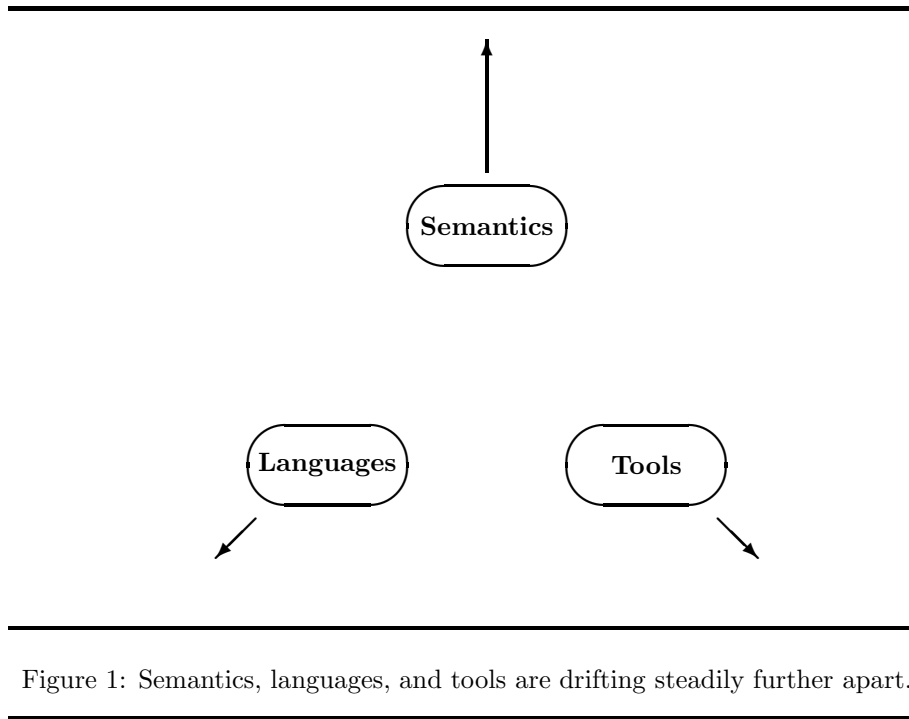 Semantics
Languages
Tools
Figure 1: Semantics, languages, and tools are drifting steadily further apart.